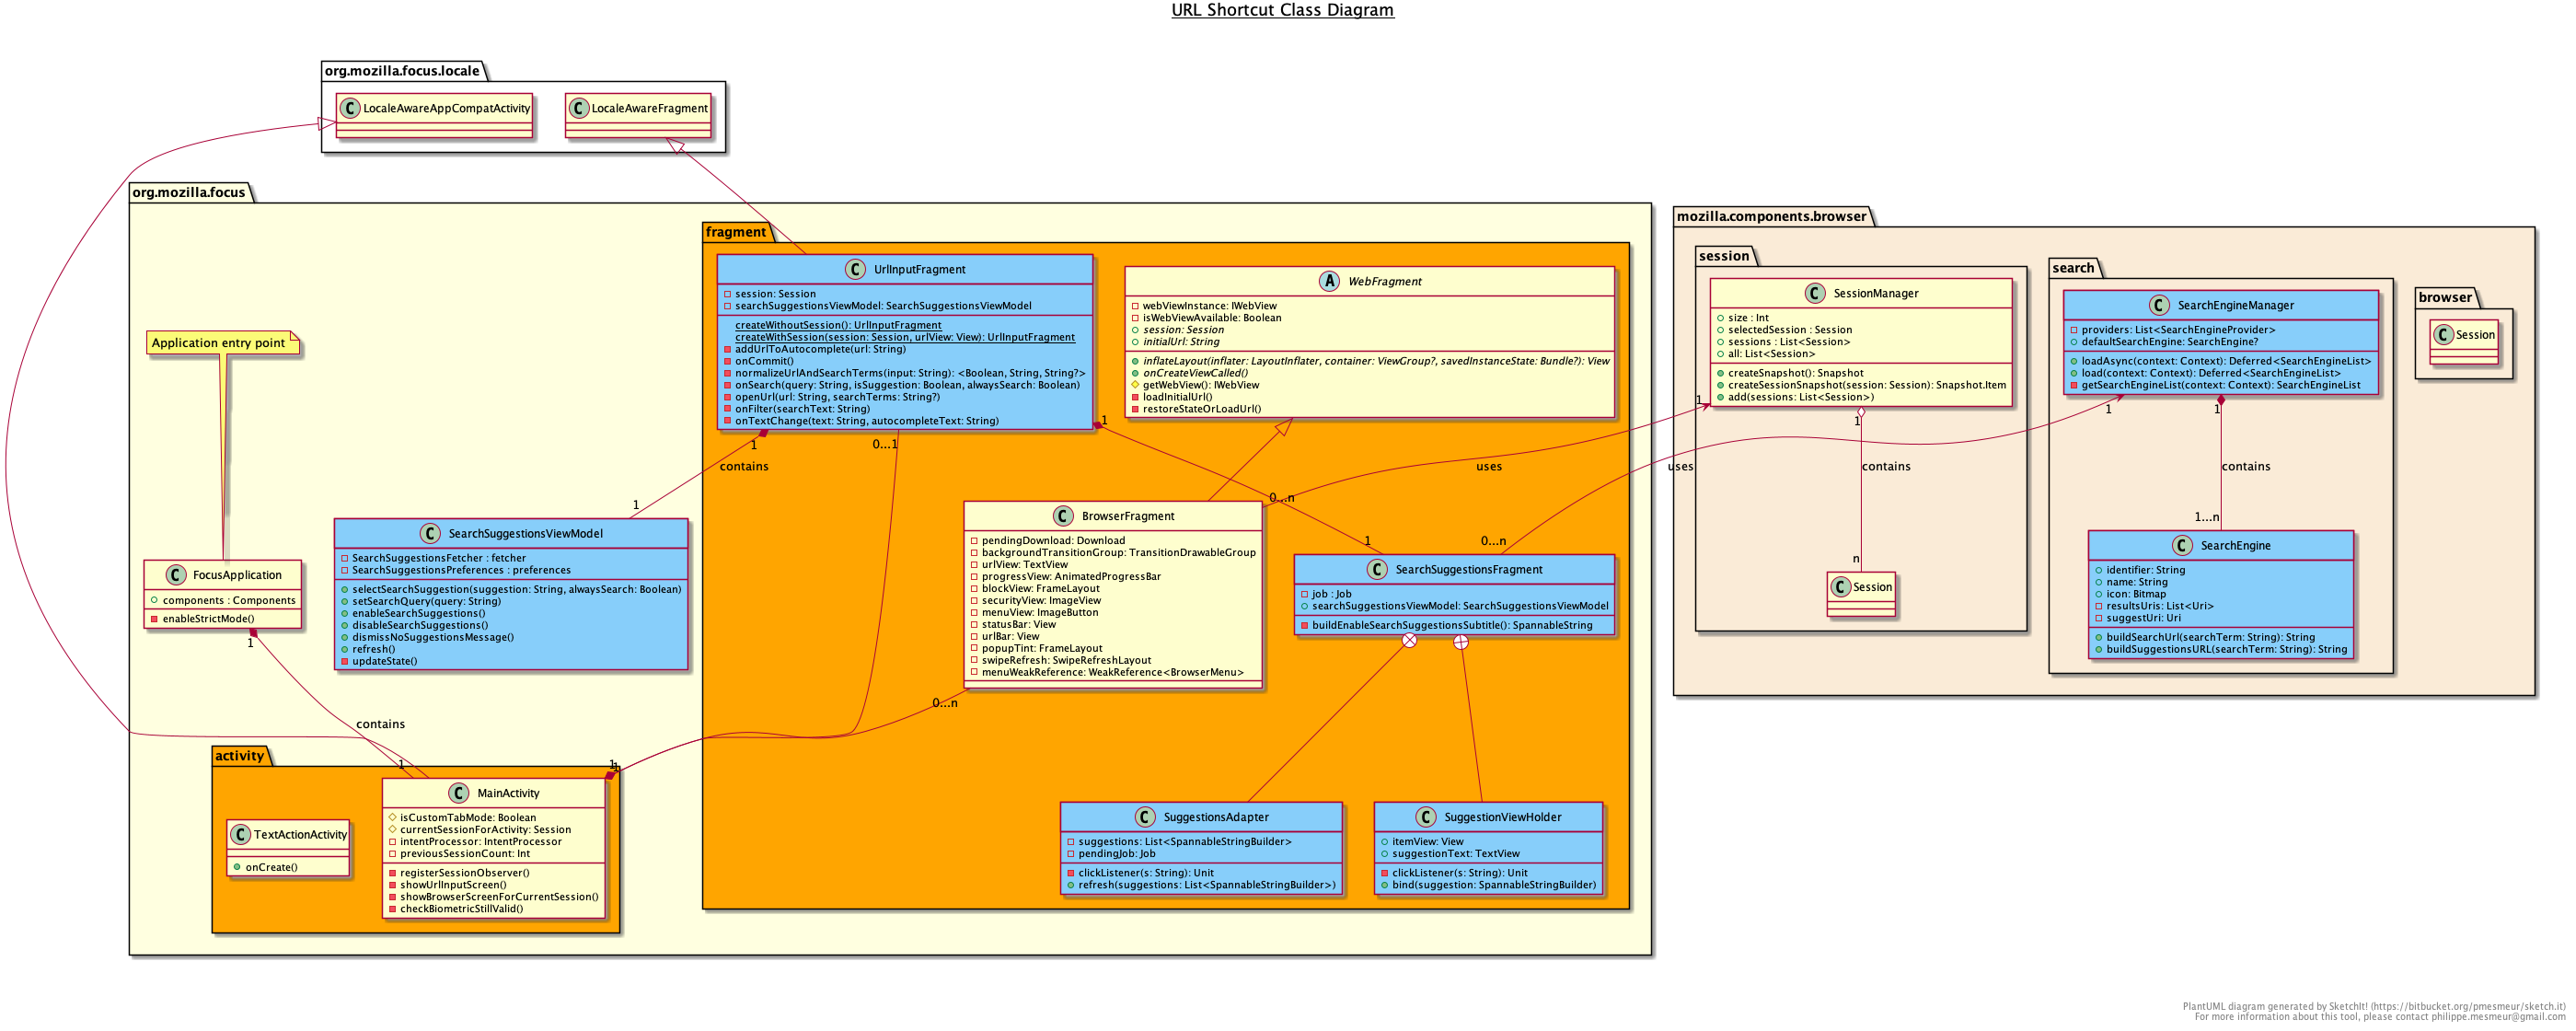 URL Shortcut Class Diagram
org.mozilla.focus.locale
C LocaleAwareAppCompatActivity
C LocaleAwareFragment
org.mozilla.focus
Application entry point
C FocusApplication
components : Components
enableStrictMode()
1
contains
1
C SearchSuggestionsViewModel
SearchSuggestionsFetcher : fetcher
SearchSuggestionsPreferences : preferences
selectSearchSuggestion(suggestion: String, alwaysSearch: Boolean)
setSearchQuery(query: String)
enableSearchSuggestions()
disableSearchSuggestions()
dismissNoSuggestionsMessage()
refresh()
updateState()
activity
C TextActionActivity
onCreate()
C MainActivity
isCustomTabMode: Boolean
currentSessionForActivity: Session
intentProcessor: IntentProcessor
previousSessionCount: Int
registerSessionObserver()
showUrlInputScreen()
showBrowserScreenForCurrentSession()
checkBiometricStillValid()
1
1
fragment
C UrlInputFragment
session: Session
searchSuggestionsViewModel: SearchSuggestionsViewModel
createWithoutSession(): UrlInputFragment
createWithSession(session: Session, urlView: View): UrlInputFragment
addUrlToAutocomplete(url: String)
onCommit()
normalizeUrlAndSearchTerms(input: String): <Boolean, String, String?>
onSearch(query: String, isSuggestion: Boolean, alwaysSearch: Boolean)
openUrl(url: String, searchTerms: String?)
onFilter(searchText: String)
onTextChange(text: String, autocompleteText: String)
1
contains
1
0...1
1
1
A WebFragment
webViewInstance: IWebView
isWebViewAvailable: Boolean
session: Session
initialUrl: String
inflateLayout(inflater: LayoutInflater, container: ViewGroup?, savedInstanceState: Bundle?): View
onCreateViewCalled()
getWebView(): IWebView
loadInitialUrl()
restoreStateOrLoadUrl()
C BrowserFragment
pendingDownload: Download
backgroundTransitionGroup: TransitionDrawableGroup
urlView: TextView
progressView: AnimatedProgressBar
blockView: FrameLayout
securityView: ImageView
menuView: ImageButton
statusBar: View
urlBar: View
popupTint: FrameLayout
swipeRefresh: SwipeRefreshLayout
menuWeakReference: WeakReference<BrowserMenu>
0...n
0...n
uses
1
C SearchSuggestionsFragment
job : Job
searchSuggestionsViewModel: SearchSuggestionsViewModel
buildEnableSearchSuggestionsSubtitle(): SpannableString
0...n
uses
1
C SuggestionsAdapter
suggestions: List<SpannableStringBuilder>
pendingJob: Job
clickListener(s: String): Unit
refresh(suggestions: List<SpannableStringBuilder>)
C SuggestionViewHolder
itemView: View
suggestionText: TextView
clickListener(s: String): Unit
bind(suggestion: SpannableStringBuilder)
mozilla.components.browser
session
C SessionManager
size : Int
selectedSession : Session
sessions : List<Session>
all: List<Session>
createSnapshot(): Snapshot
createSessionSnapshot(session: Session): Snapshot.Item
add(sessions: List<Session>)
1
contains
n
C Session
search
C SearchEngineManager
providers: List<SearchEngineProvider>
defaultSearchEngine: SearchEngine?
loadAsync(context: Context): Deferred<SearchEngineList>
load(context: Context): Deferred<SearchEngineList>
getSearchEngineList(context: Context): SearchEngineList
1
contains
1...n
C SearchEngine
identifier: String
name: String
icon: Bitmap
resultsUris: List<Uri>
suggestUri: Uri
buildSearchUrl(searchTerm: String): String
buildSuggestionsURL(searchTerm: String): String
browser
C Session
PlantUML diagram generated by SketchIt! (https://bitbucket.org/pmesmeur/sketch.it)
For more information about this tool, please contact philippe.mesmeur@gmail.com